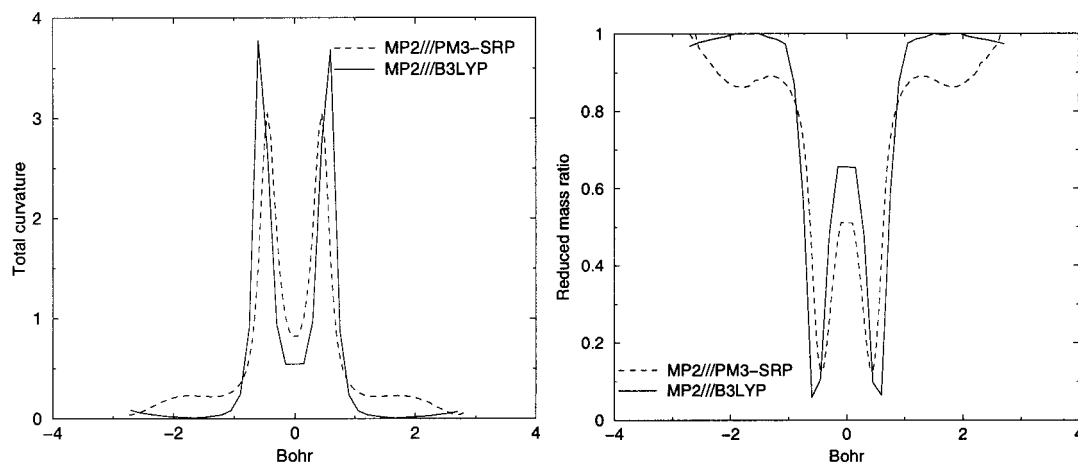 4
3
2
1
0
−4
−2
0
2
4
Total curvature
Bohr
MP2///PM3−SRP
MP2///B3LYP
1
0.8
0.6
0.4
0.2
0
−4
−2
0
2
4
Reduced mass ratio
Bohr
MP2///PM3−SRP
MP2///B3LYP